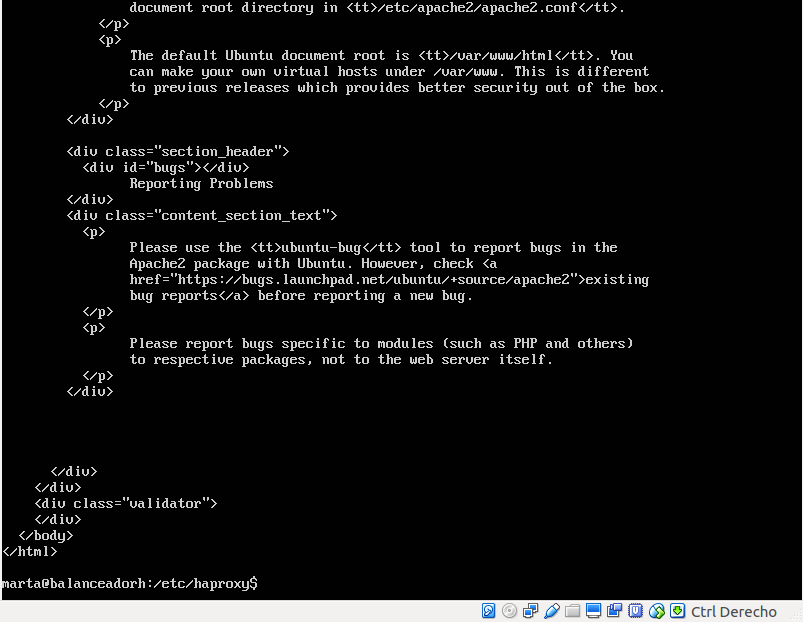 document root directory in <tt>/etc/apache2/apache2.conf</tt>.
</p>
<p>
The default Ubuntu document root is <tt>/var/www/html</tt>. You
can make your own virtual hosts under /var/www. This is different
to previous releases which provides better security out of the box.
</p>
</div>
<div class="section_header">
<div id="bugs"></div>
Reporting Problems
</div>
<div class="content_section_text">
<p>
Please use the <tt>ubuntu-bug</tt> tool to report bugs in the
Apache2 package with Ubuntu. However, check <a
href="https://bugs.launchpad.net/ubuntu/+source/apache2">existing
bug reports</a> before reporting a new bug.
</p>
<p>
Please report bugs specific to modules (such as PHP and others)
to respective packages, not to the web server itself.
</p>
</div>
</div>
</div>
<div class="validator">
</div>
</body>
</html>
marta@balanceadorh:/etc/haproxy$
Ctrl Derecho